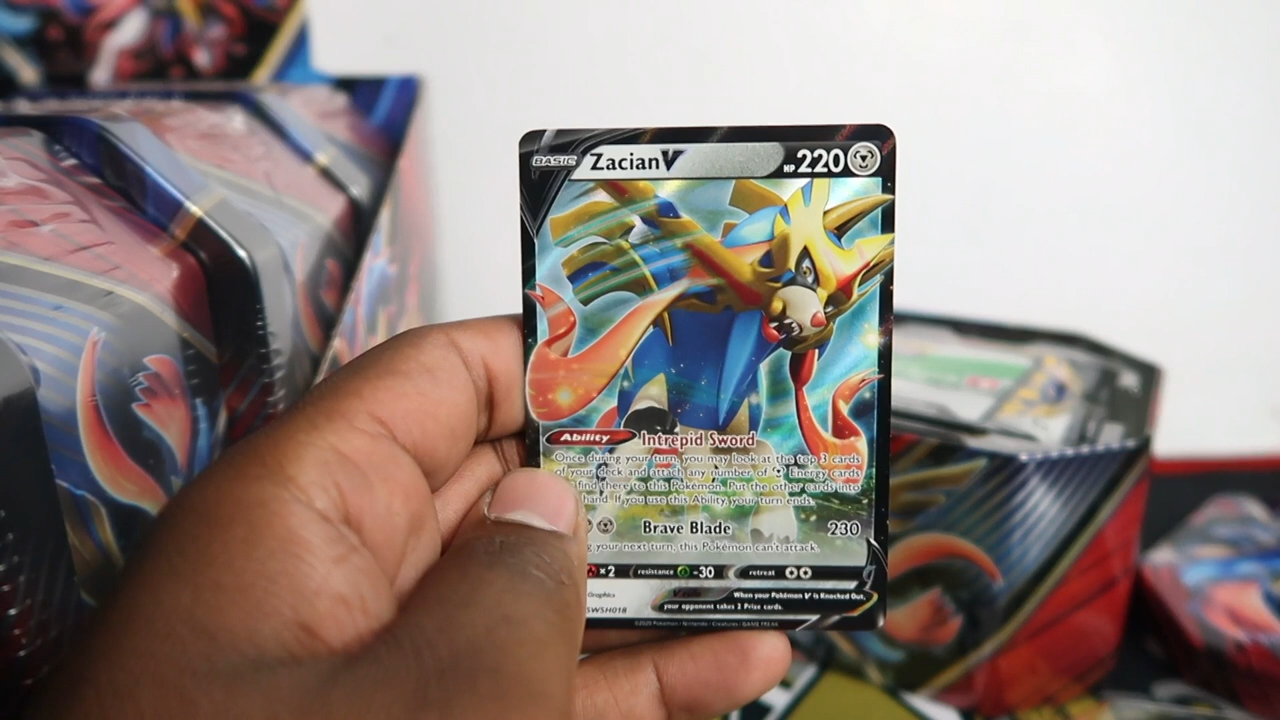 BASIC Zacian V HP 220
Ability Intrepid Sword
Once during your turn, you may look at the top 3 cards
of your deck and attach any number of Energy cards
find there to this Pokémon. Put the other cards into
hand. If you use this Ability, your turn ends.
Brave Blade 230
your next turn, this Pokémon can't attack.
×2 resistance -30 retreat
Graphics V rule When your Pokémon V is Knocked Out,
SWSH018 your opponent takes 2 Prize cards.
©2020 Pokémon / Nintendo / Creatures / GAME FREAK